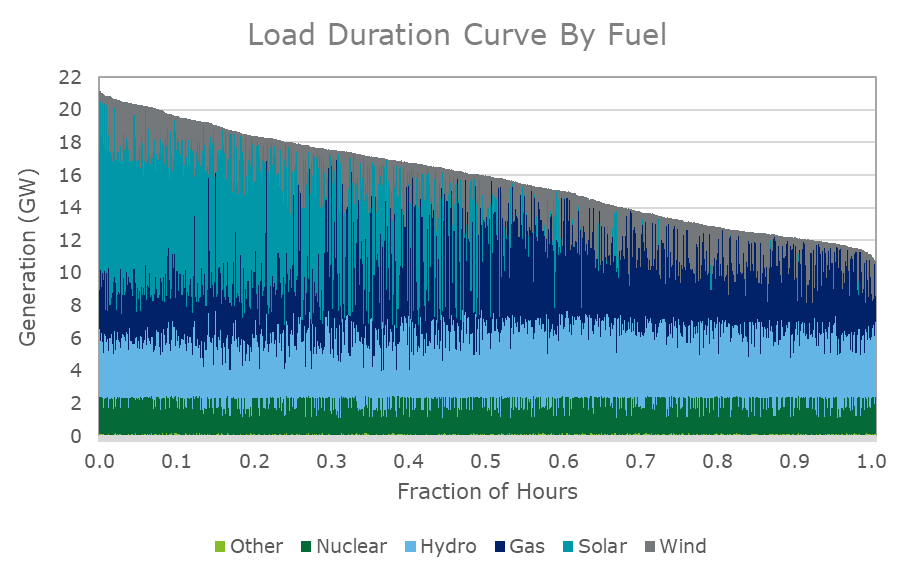 Load Duration Curve By Fuel
22
20
18
16
14
12
10
8
6
4
2
0
Generation (GW)
0.0 0.1 0.2 0.3 0.4 0.5 0.6 0.7 0.8 0.9 1.0
Fraction of Hours
Other Nuclear Hydro Gas Solar Wind